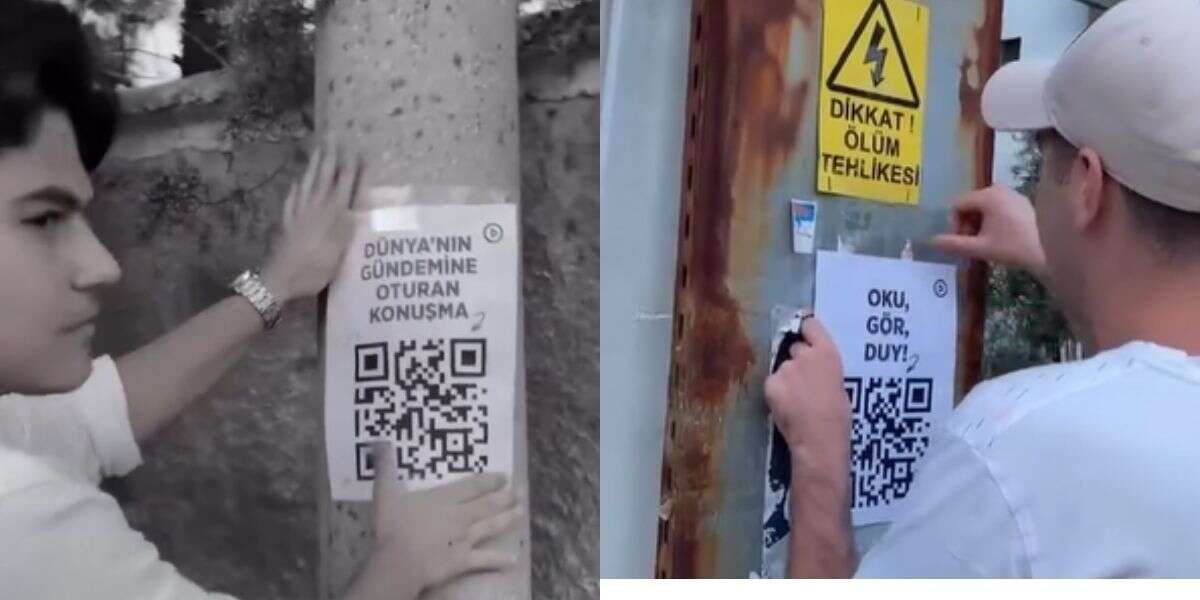 DÜNYA'NIN
GÜNDEMİNE
OTURAN
KONUŞMA
DİKKAT !
ÖLÜM
TEHLİKESİ
OKU,
GÖR,
DUY!